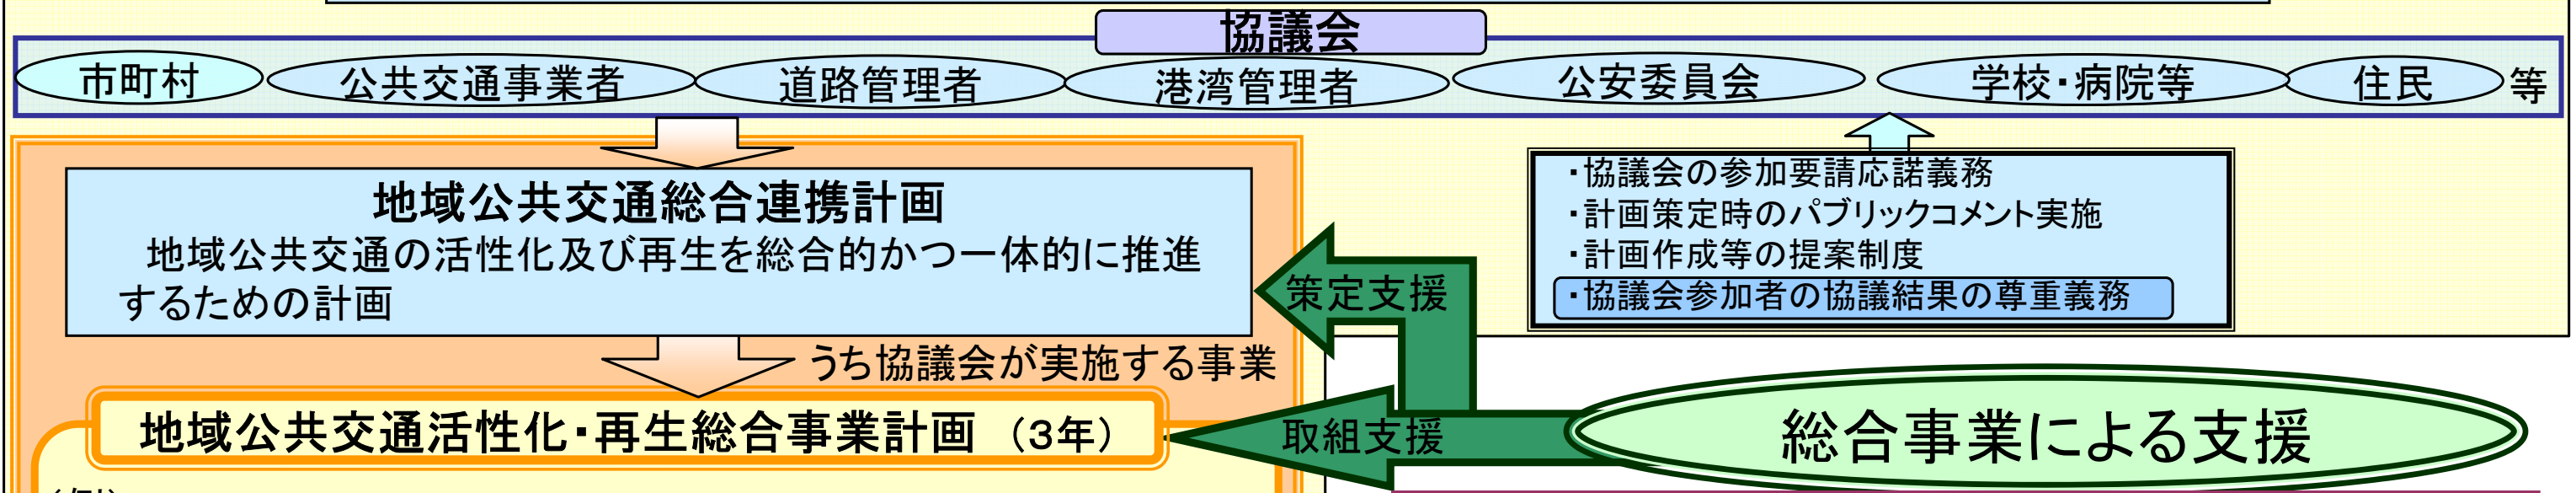 協議会
市町村 公共交通事業者 道路管理者 港湾管理者 公安委員会 学校・病院等 住民 等
地域公共交通総合連携計画
地域公共交通の活性化及び再生を総合的かつ一体的に推進
するための計画
・協議会の参加要請応諾義務
・計画策定時のパブリックコメント実施
・計画作成等の提案制度
・協議会参加者の協議結果の尊重義務
策定支援
うち協議会が実施する事業
地域公共交通活性化・再生総合事業計画 （3年）
取組支援
総合事業による支援